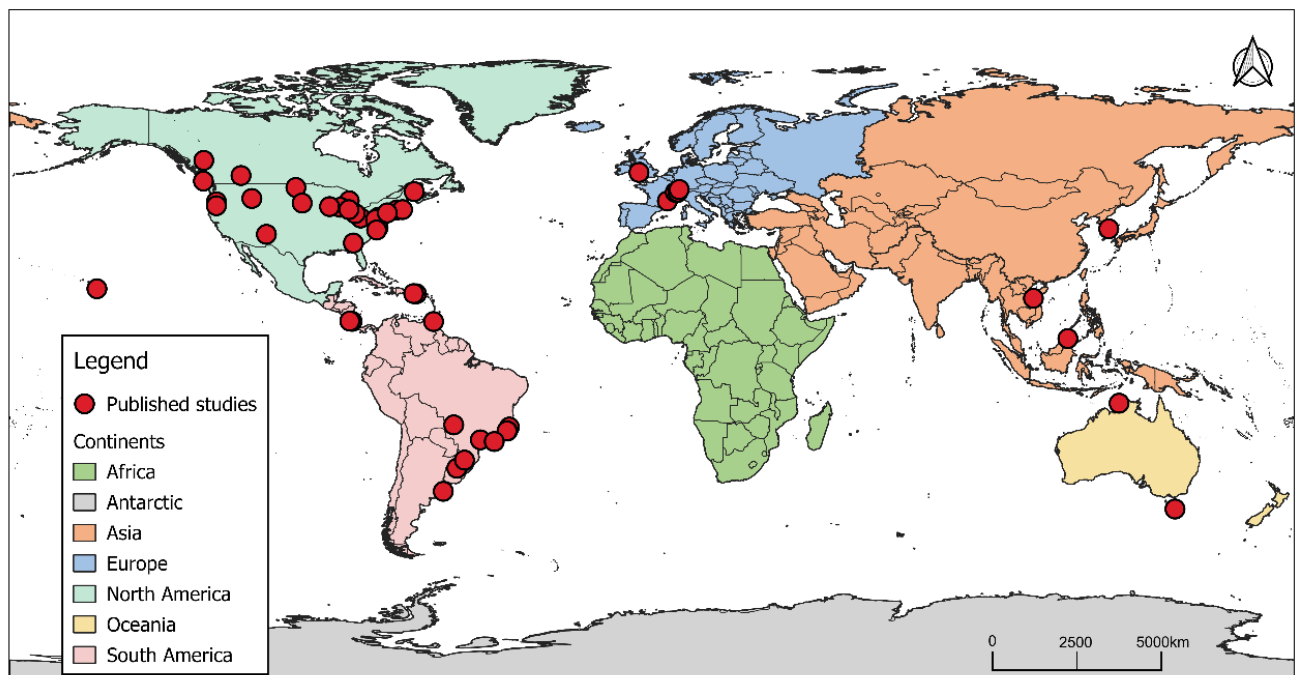 Legend
Published studies
Continents
Africa
Antarctic
Asia
Europe
North America
Oceania
South America
0 2500 5000km